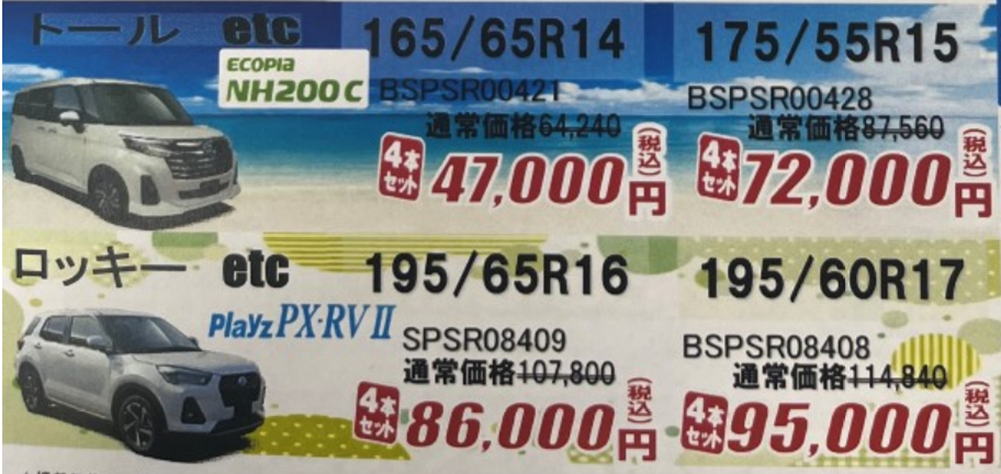 トール etc 165/65R14 175/55R15
ECOPIA
NH200 C
BSPSR00421 BSPSR00428
通常価格64,240 通常価格87,560
4本セット 47,000円(税込) 4本セット 72,000円(税込)
ロッキー etc 195/65R16 195/60R17
Playz PX-RV II
SPSR08409 BSPSR08408
通常価格107,800 通常価格114,840
4本セット 86,000円(税込) 4本セット 95,000円(税込)